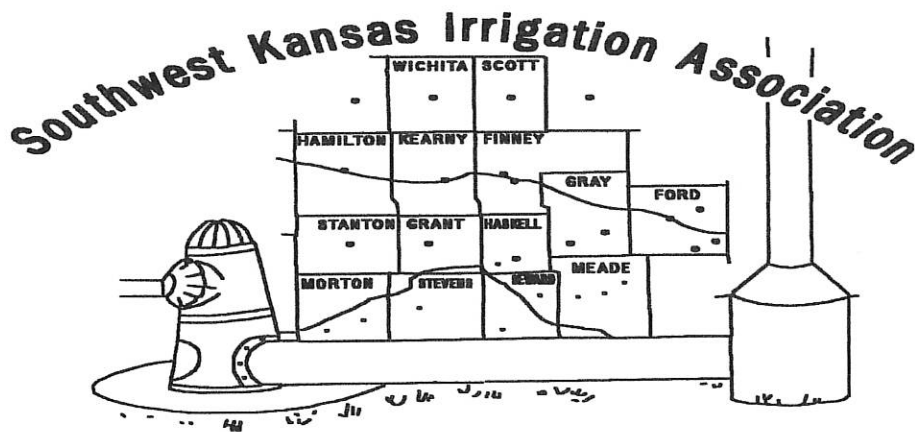 Southwest Kansas Irrigation Association
WICHITA SCOTT
HAMILTON KEARNY FINNEY
GRAY
FORD
STANTON GRANT HASKELL
MEADE
MORTON STEVENS SEWARD